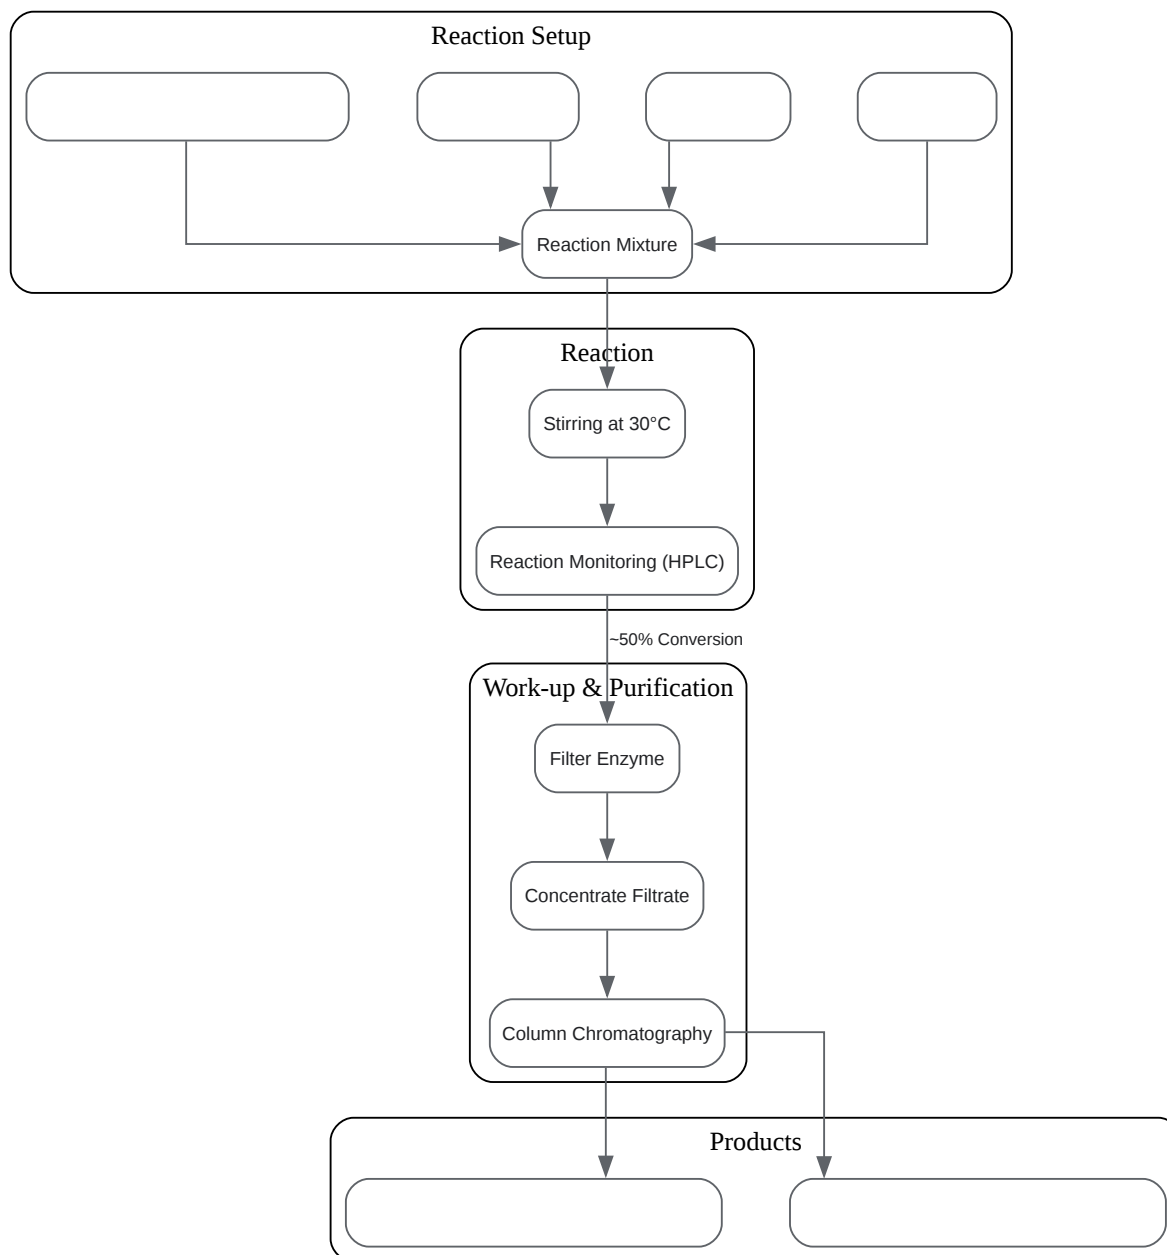 Reaction Setup
Reaction Mixture
Reaction
Stirring at 30°C
Reaction Monitoring (HPLC)
~50% Conversion
Work-up & Purification
Filter Enzyme
Concentrate Filtrate
Column Chromatography
Products